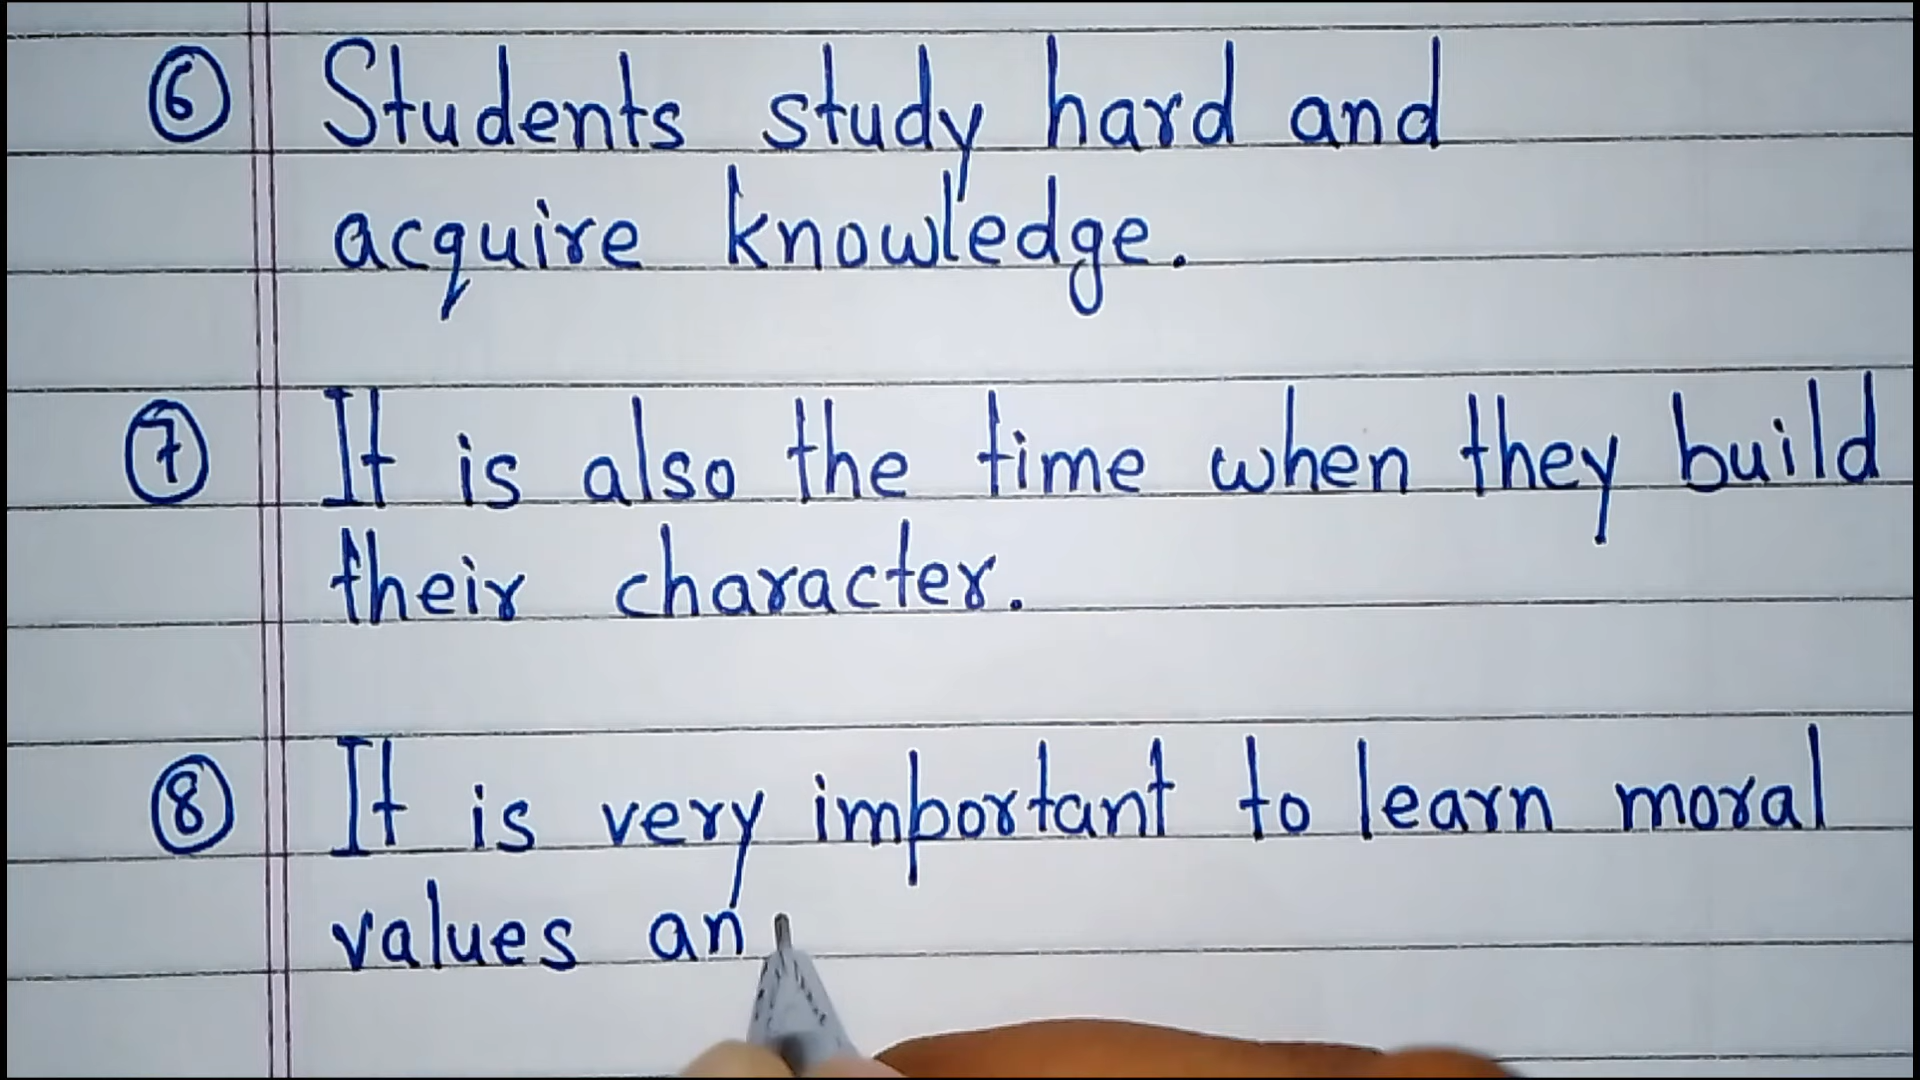 ⑥ Students study hard and
acquire knowledge.
⑦ It is also the time when they build
their character.
⑧ It is very important to learn moral
values an